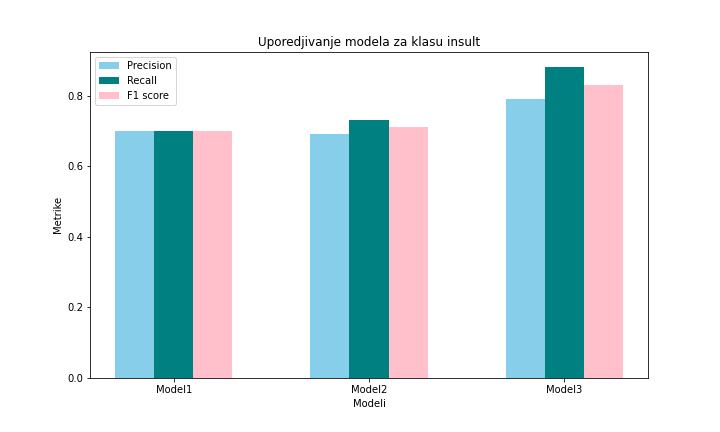 Uporedjivanje modela za klasu insult
Precision
Recall
F1 score
0.8
0.6
0.4
0.2
0.0
Metrike
Model1
Model2
Model3
Modeli